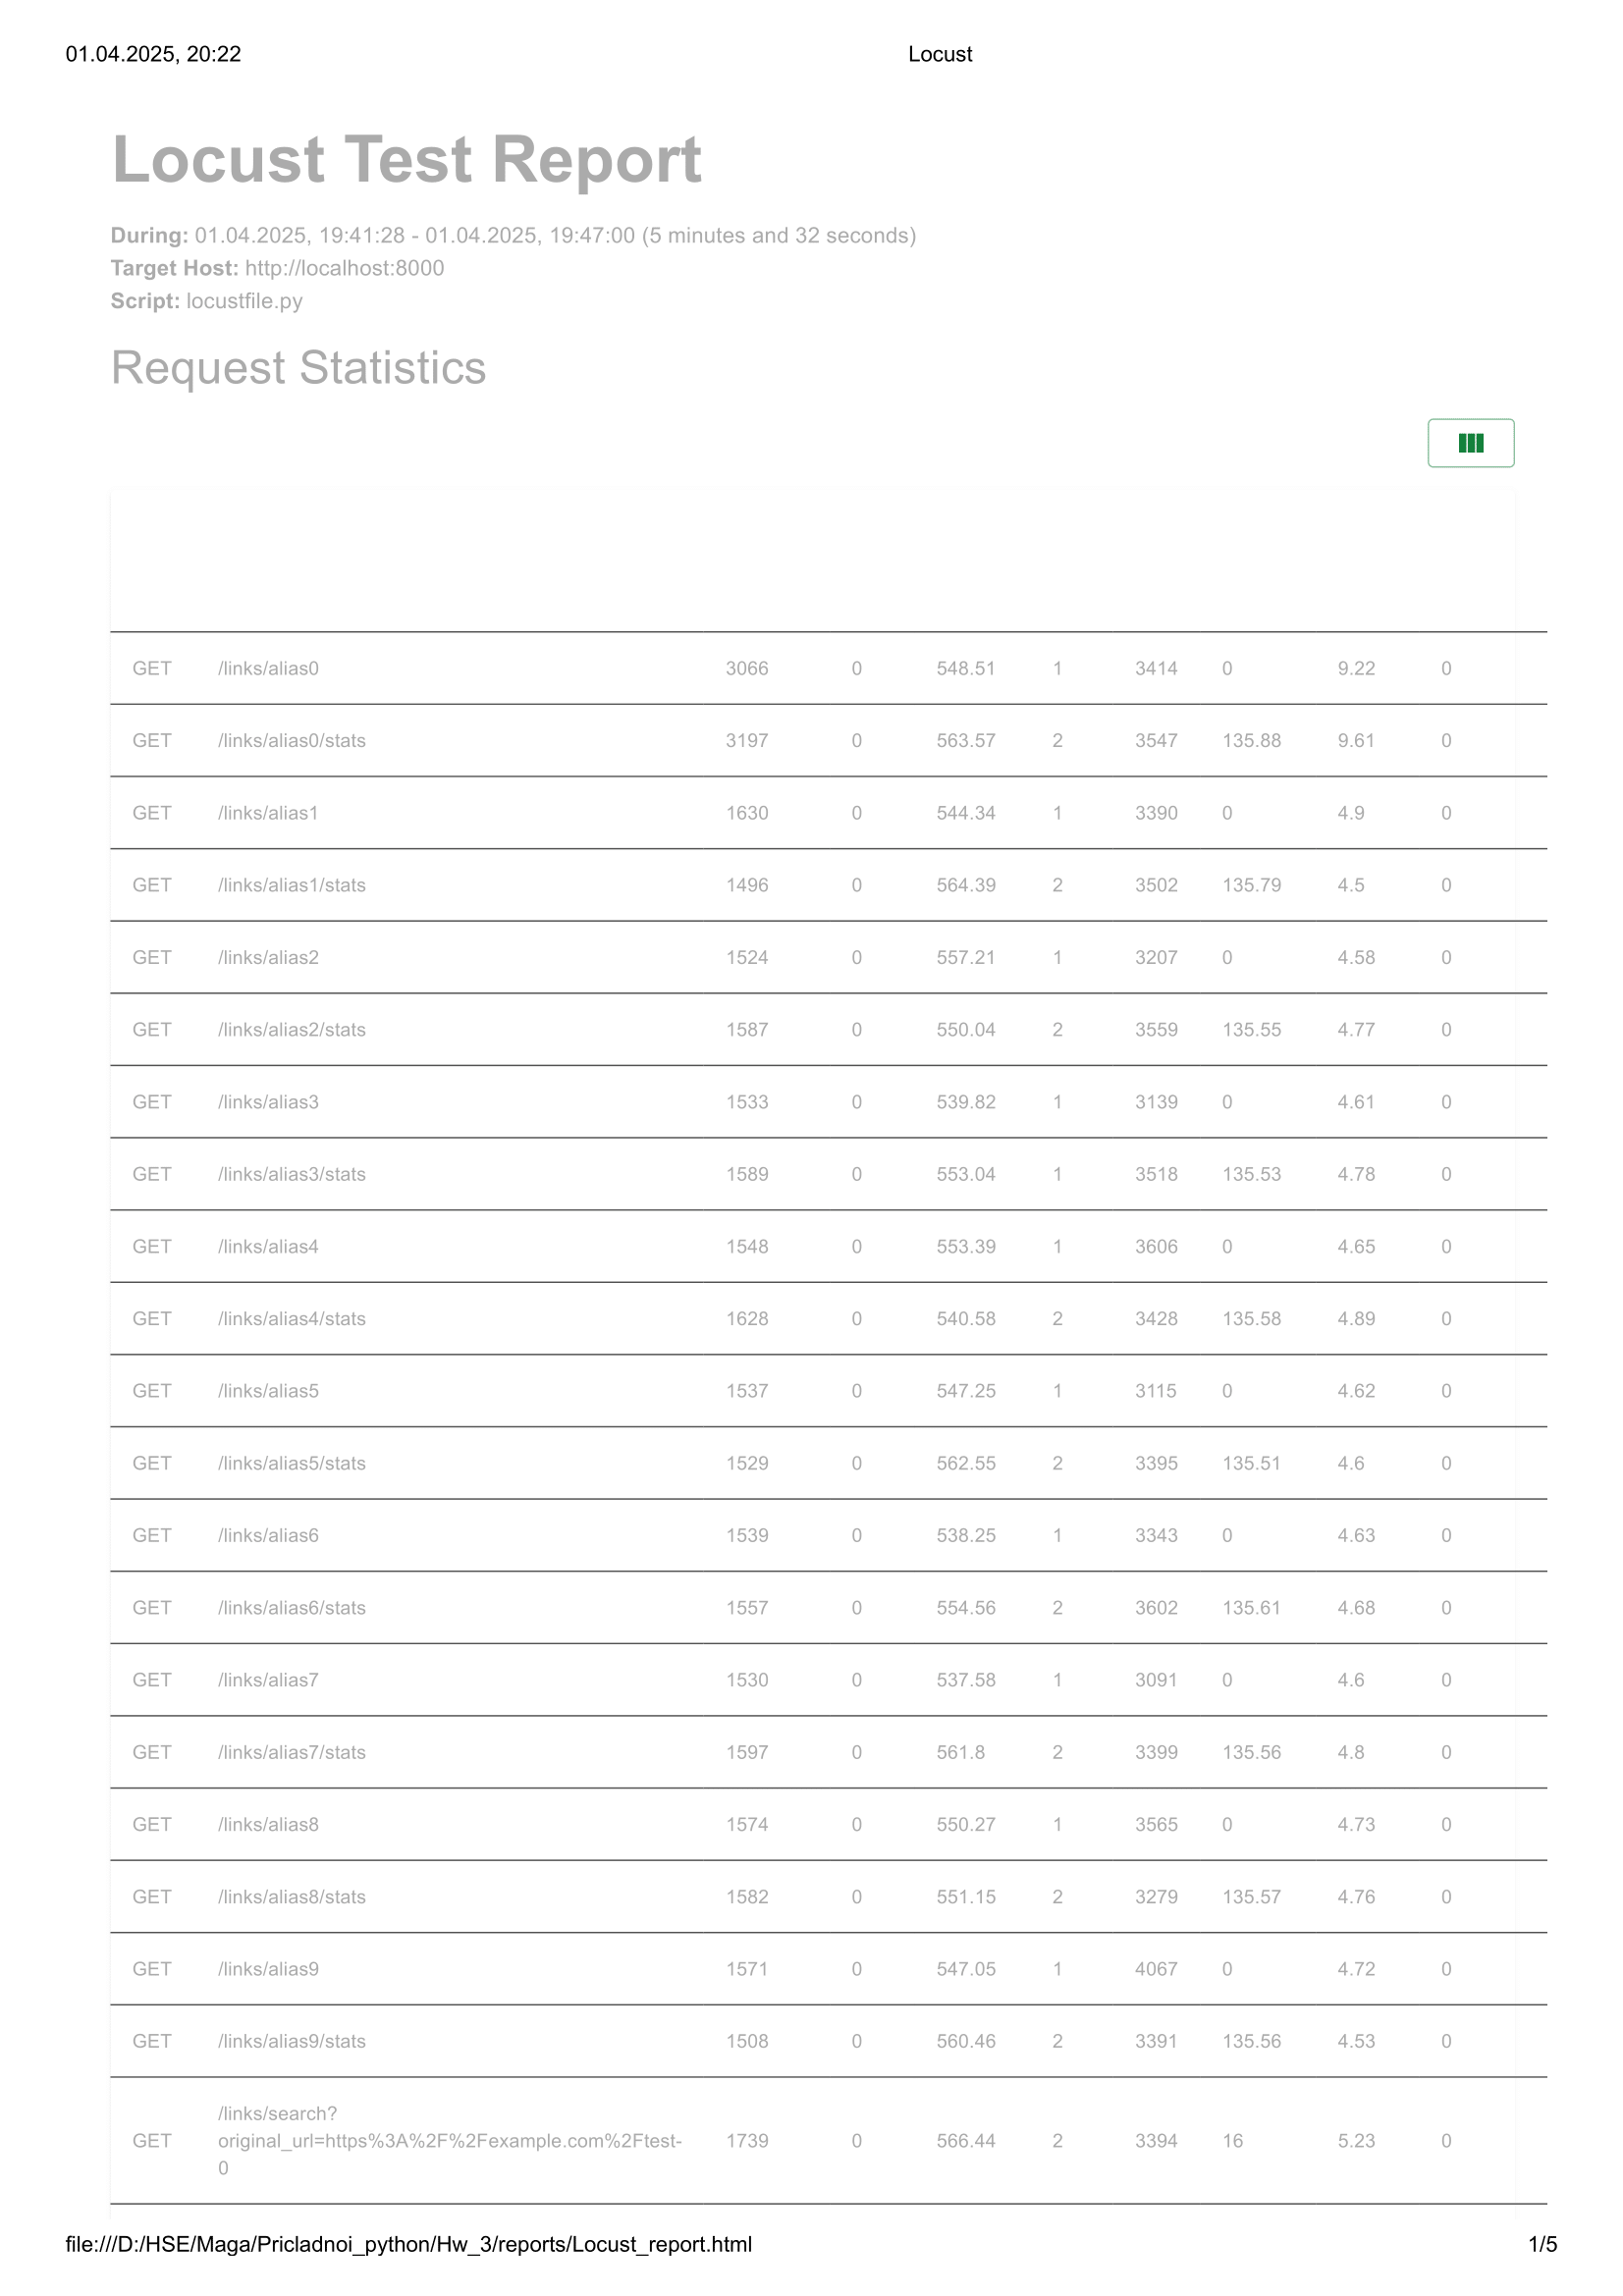 01.04.2025, 20:22 Locust
Locust Test Report
During: 01.04.2025, 19:41:28 - 01.04.2025, 19:47:00 (5 minutes and 32 seconds)
Target Host: http://localhost:8000
Script: locustfile.py
Request Statistics
GET /links/alias0 3066 0 548.51 1 3414 0 9.22 0
GET /links/alias0/stats 3197 0 563.57 2 3547 135.88 9.61 0
GET /links/alias1 1630 0 544.34 1 3390 0 4.9 0
GET /links/alias1/stats 1496 0 564.39 2 3502 135.79 4.5 0
GET /links/alias2 1524 0 557.21 1 3207 0 4.58 0
GET /links/alias2/stats 1587 0 550.04 2 3559 135.55 4.77 0
GET /links/alias3 1533 0 539.82 1 3139 0 4.61 0
GET /links/alias3/stats 1589 0 553.04 1 3518 135.53 4.78 0
GET /links/alias4 1548 0 553.39 1 3606 0 4.65 0
GET /links/alias4/stats 1628 0 540.58 2 3428 135.58 4.89 0
GET /links/alias5 1537 0 547.25 1 3115 0 4.62 0
GET /links/alias5/stats 1529 0 562.55 2 3395 135.51 4.6 0
GET /links/alias6 1539 0 538.25 1 3343 0 4.63 0
GET /links/alias6/stats 1557 0 554.56 2 3602 135.61 4.68 0
GET /links/alias7 1530 0 537.58 1 3091 0 4.6 0
GET /links/alias7/stats 1597 0 561.8 2 3399 135.56 4.8 0
GET /links/alias8 1574 0 550.27 1 3565 0 4.73 0
GET /links/alias8/stats 1582 0 551.15 2 3279 135.57 4.76 0
GET /links/alias9 1571 0 547.05 1 4067 0 4.72 0
GET /links/alias9/stats 1508 0 560.46 2 3391 135.56 4.53 0
/links/search?
GET original_url=https%3A%2F%2Fexample.com%2Ftest- 1739 0 566.44 2 3394 16 5.23 0
0
file:///D:/HSE/Maga/Pricladnoi_python/Hw_3/reports/Locust_report.html 1/5